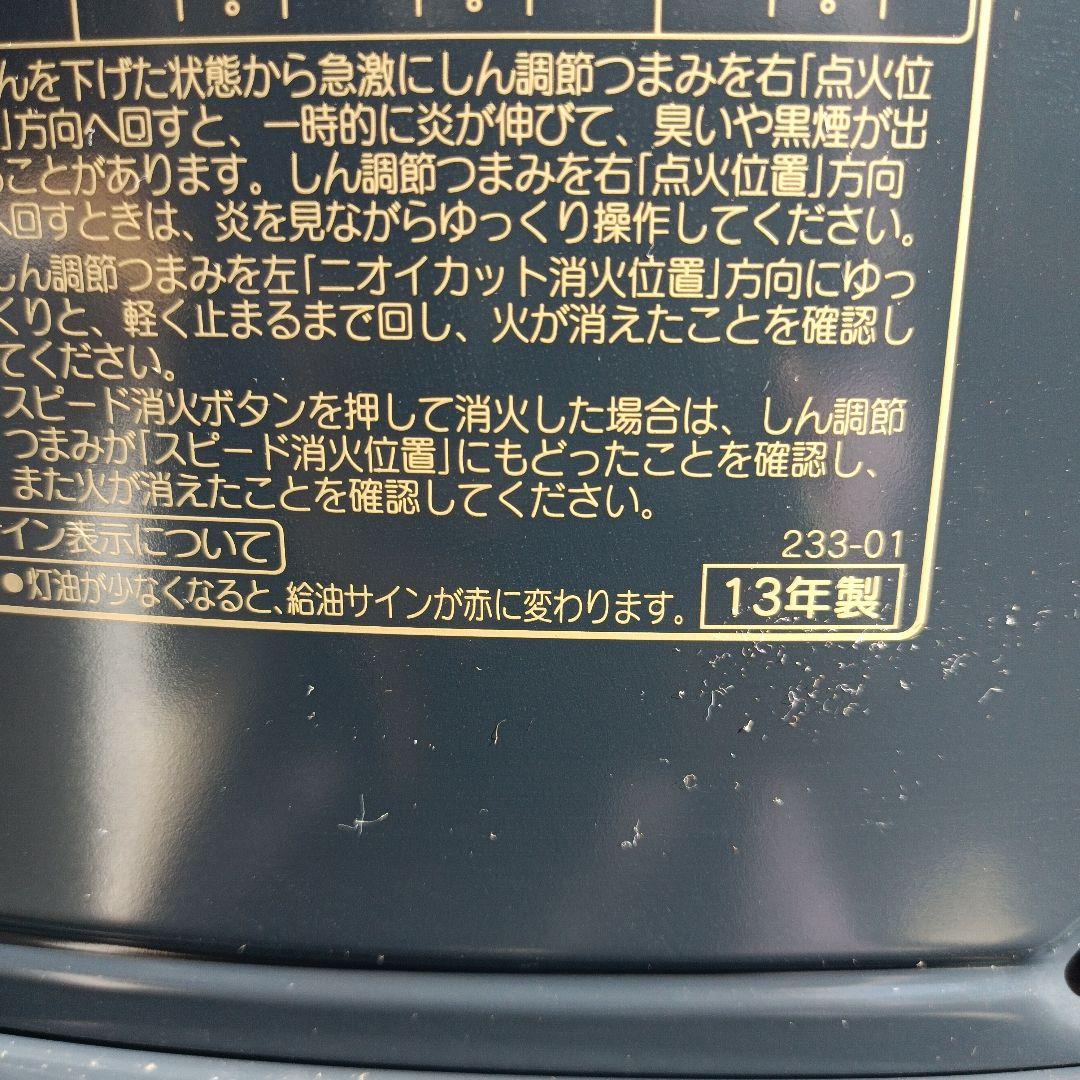 んを下げた状態から急激にしん調節つまみを右「点火位
」方向へ回すと、一時的に炎が伸びて、臭いや黒煙が出
ることがあります。しん調節つまみを右「点火位置」方向
へ回すときは、炎を見ながらゆっくり操作してください。
しん調節つまみを左「ニオイカット消火位置」方向にゆっ
くりと、軽く止まるまで回し、火が消えたことを確認し
てください。
スピード消火ボタンを押して消火した場合は、しん調節
つまみが「スピード消火位置」にもどったことを確認し、
また火が消えたことを確認してください。
イン表示について
233-01
●灯油が少なくなると、給油サインが赤に変わります。
13年製